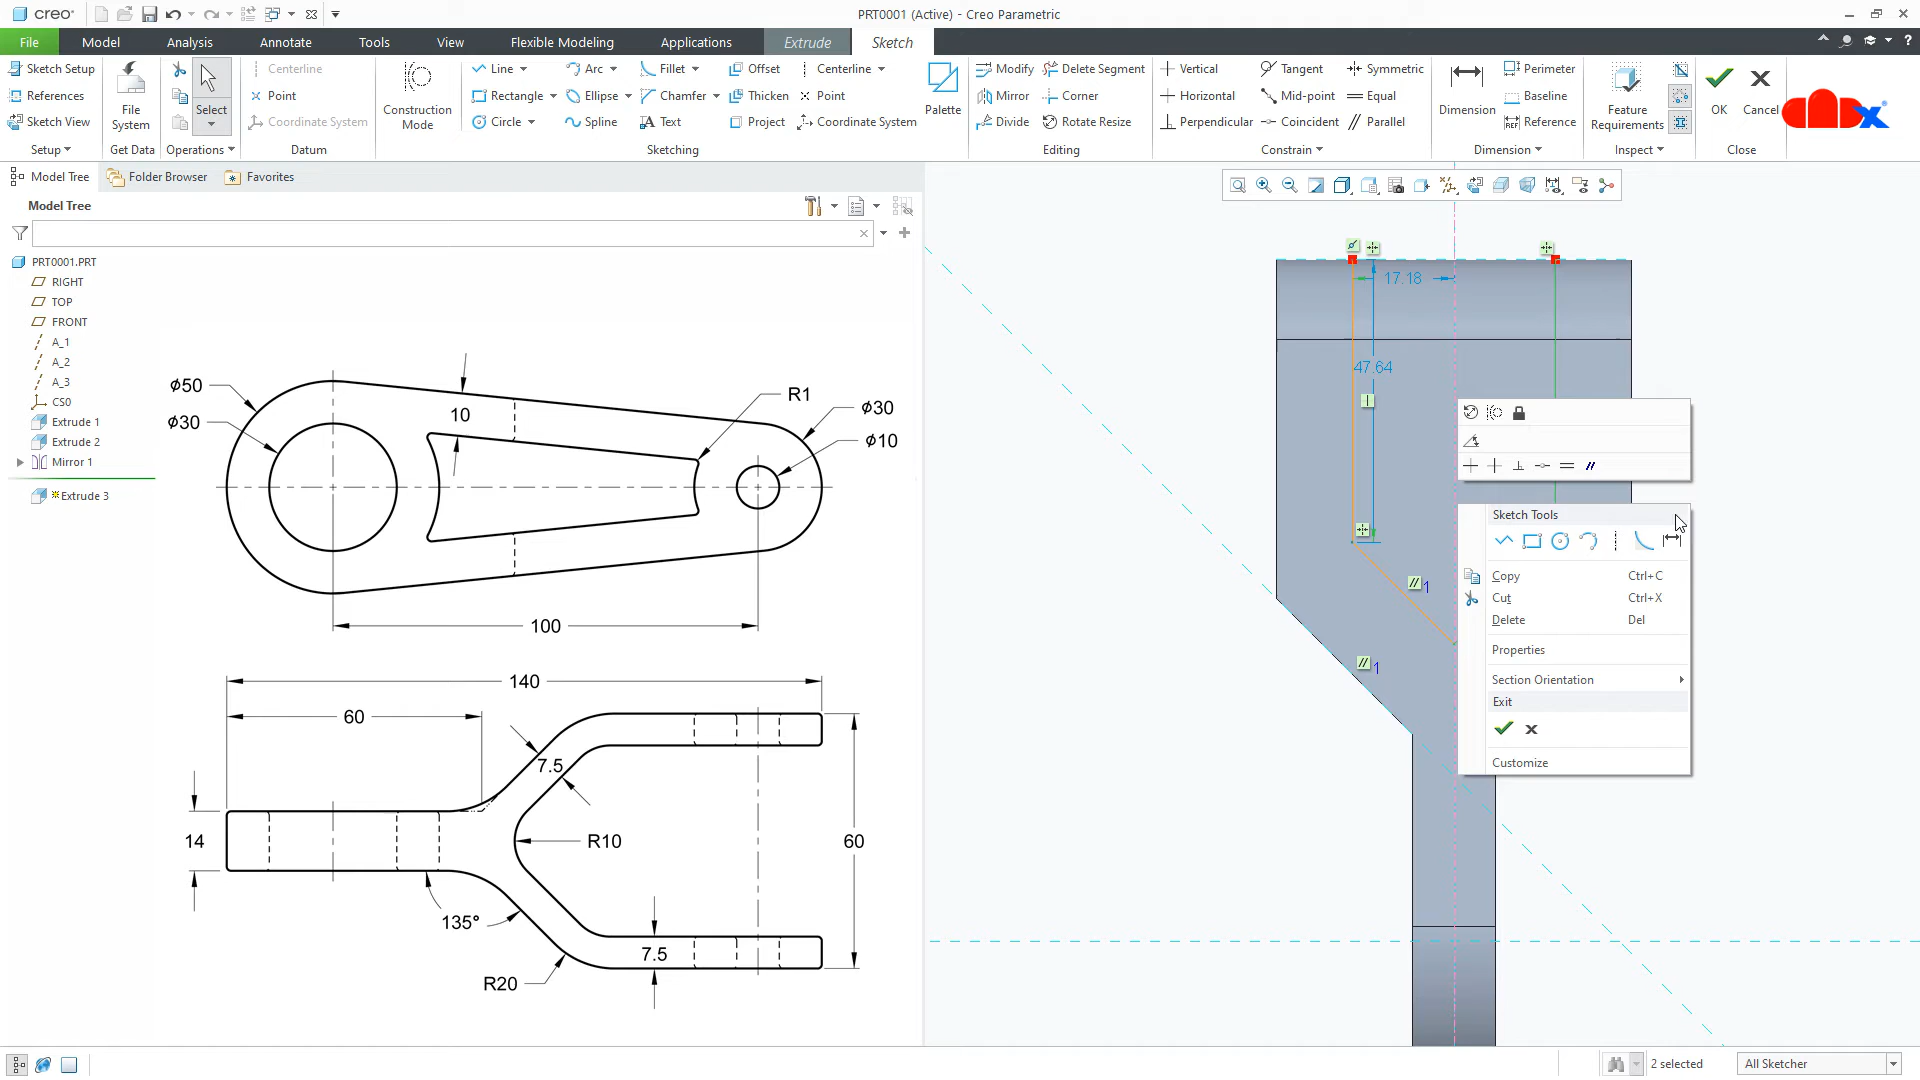 creo
PRT0001 (Active) - Creo Parametric
File
Model
Analysis
Annotate
Tools
View
Flexible Modeling
Applications
Extrude
Sketch
Sketch Setup
References
Sketch View
Setup
File System
Get Data
Select
Operations
Centerline
Point
Coordinate System
Datum
Construction Mode
Line
Rectangle
Circle
Arc
Ellipse
Spline
Fillet
Chamfer
Text
Offset
Thicken
Project
Centerline
Point
Coordinate System
Palette
Sketching
Modify
Mirror
Divide
Delete Segment
Corner
Rotate Resize
Editing
Vertical
Horizontal
Perpendicular
Tangent
Mid-point
Coincident
Symmetric
Equal
Parallel
Constrain
Dimension
Perimeter
Baseline
Reference
Dimension
Feature Requirements
Inspect
OK
Cancel
Close
Model Tree
Folder Browser
Favorites
Model Tree
PRT0001.PRT
RIGHT
TOP
FRONT
A_1
A_2
A_3
CS0
Extrude 1
Extrude 2
Mirror 1
Extrude 3
ϕ50
ϕ30
10
R1
ϕ30
ϕ10
100
140
60
7.5
14
R10
60
135°
7.5
R20
17.18
47.64
1
1
Sketch Tools
Copy Ctrl+C
Cut Ctrl+X
Delete Del
Properties
Section Orientation
Exit
Customize
2 selected
All Sketcher